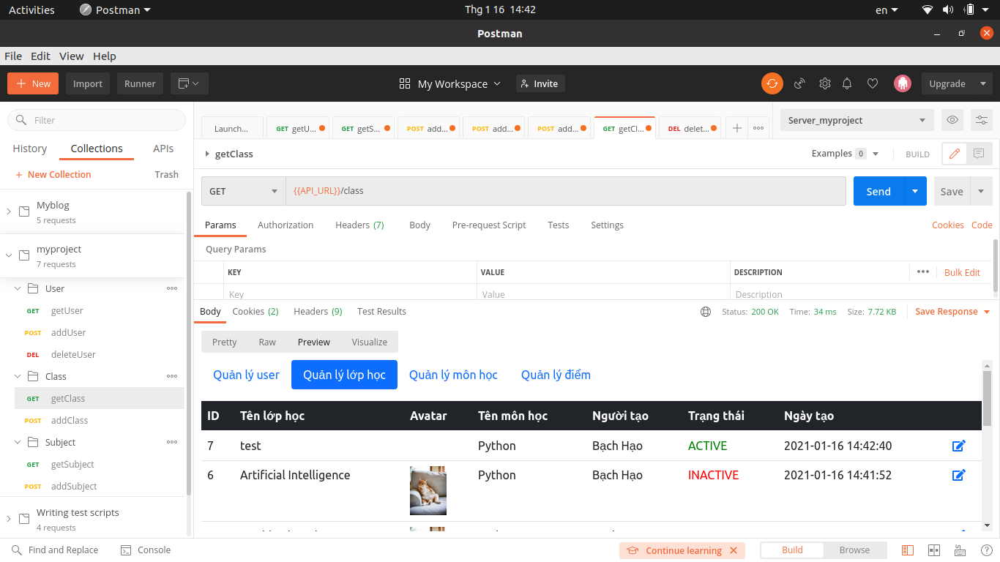 Activities Postman Thg 1 16 14:42 en
Postman
File Edit View Help
New Import Runner My Workspace Invite Upgrade
Filter
History Collections APIs
+ New Collection Trash
Myblog
5 requests
myproject
7 requests
User
GET getUser
POST addUser
DEL deleteUser
Class
GET getClass
POST addClass
Subject
GET getSubject
POST addSubject
Writing test scripts
4 requests
Launch... GET getU... GET getS... POST add... POST add... POST add... GET getCl... DEL delet... Server_myproject
getClass Examples 0 BUILD
GET {{API_URL}}/class Send Save
Params Authorization Headers (7) Body Pre-request Script Tests Settings Cookies Code
Query Params
KEY VALUE DESCRIPTION Bulk Edit
Key Value Description
Body Cookies (2) Headers (9) Test Results Status: 200 OK Time: 34 ms Size: 7.72 KB Save Response
Pretty Raw Preview Visualize
Quản lý user Quản lý lớp học Quản lý môn học Quản lý điểm
ID Tên lớp học Avatar Tên môn học Người tạo Trạng thái Ngày tạo
7 test Python Bạch Hạo ACTIVE 2021-01-16 14:42:40
6 Artificial Intelligence Python Bạch Hạo INACTIVE 2021-01-16 14:41:52
Find and Replace Console Continue learning Build Browse